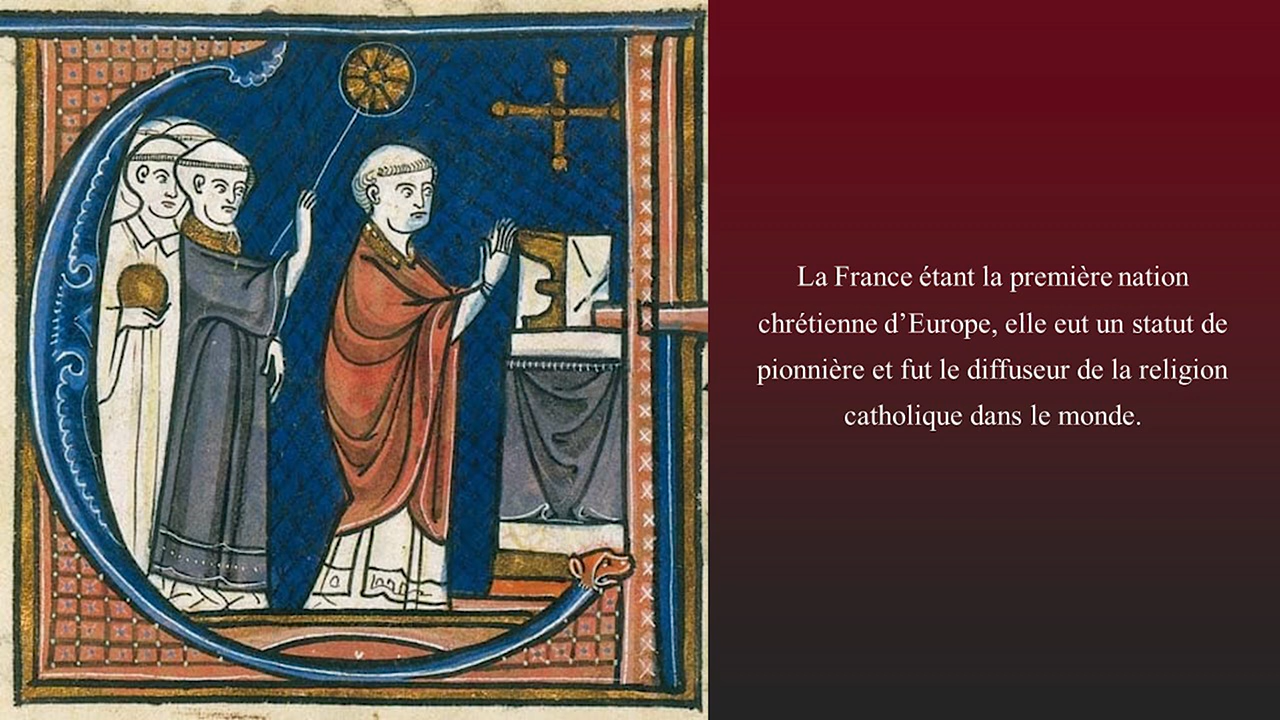 La France étant la première nation
chrétienne d’Europe, elle eut un statut de
pionnière et fut le diffuseur de la religion
catholique dans le monde.